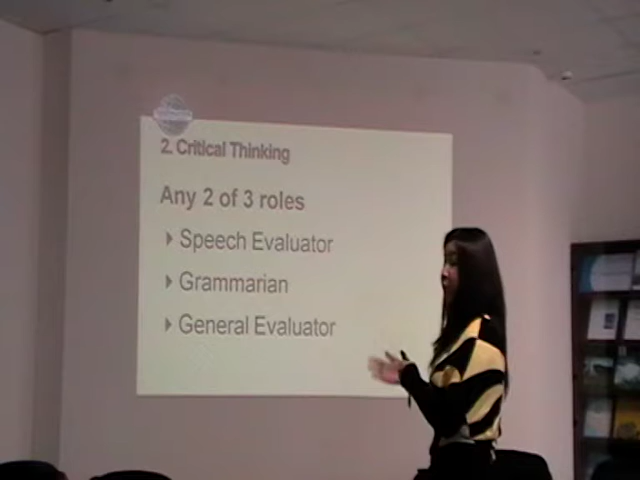 2. Critical Thinking
Any 2 of 3 roles
Speech Evaluator
Grammarian
General Evaluator